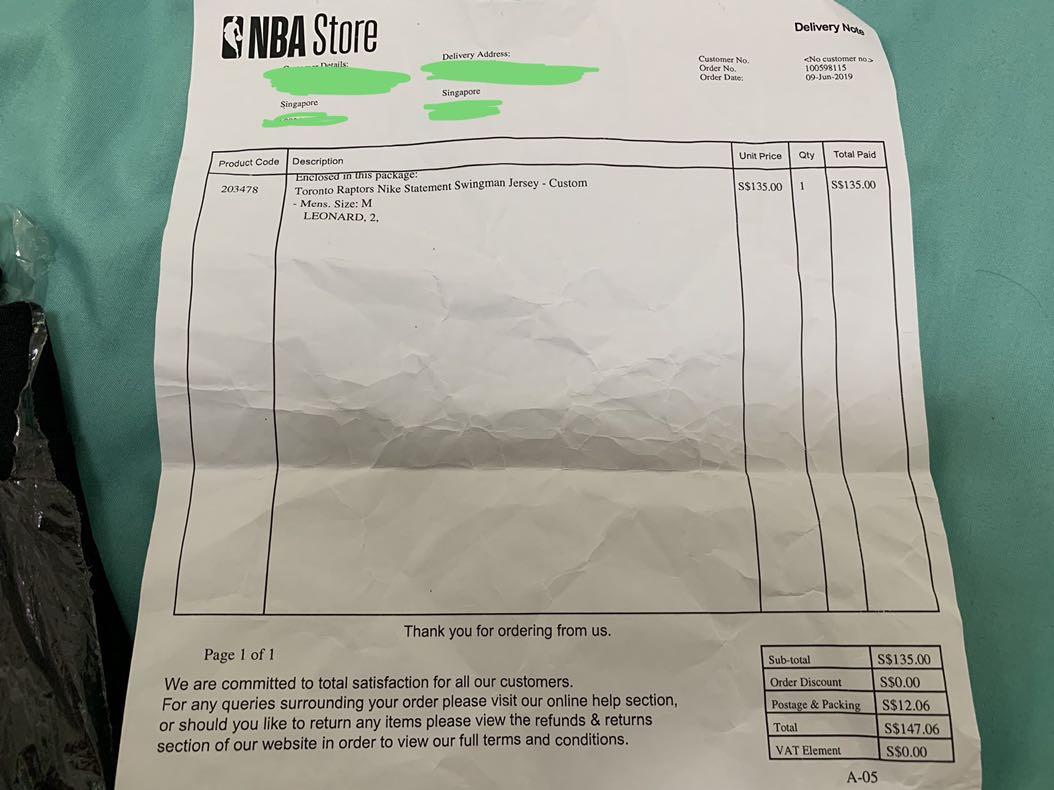 NBA Store
Delivery Note
Details:
Delivery Address:
Singapore
Singapore
Customer No. <No customer no.>
Order No. 100598115
Order Date: 09-Jun-2019
Product Code Description Unit Price Qty Total Paid
Enclosed in this package:
203478 Toronto Raptors Nike Statement Swingman Jersey - Custom S$135.00 1 S$135.00
- Mens. Size: M
LEONARD, 2,
Thank you for ordering from us.
Page 1 of 1
We are committed to total satisfaction for all our customers.
For any queries surrounding your order please visit our online help section,
or should you like to return any items please view the refunds & returns
section of our website in order to view our full terms and conditions.
Sub-total S$135.00
Order Discount S$0.00
Postage & Packing S$12.06
Total S$147.06
VAT Element S$0.00
A-05